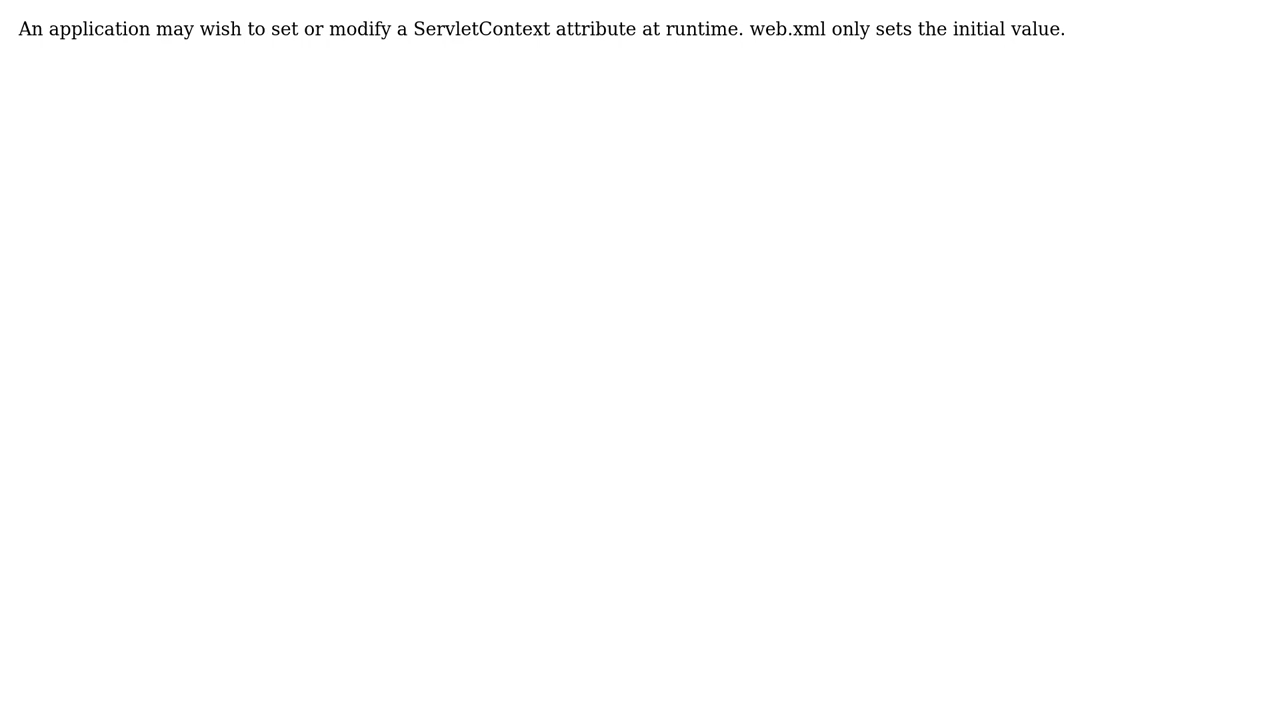 An application may wish to set or modify a ServletContext attribute at runtime. web.xml only sets the initial value.